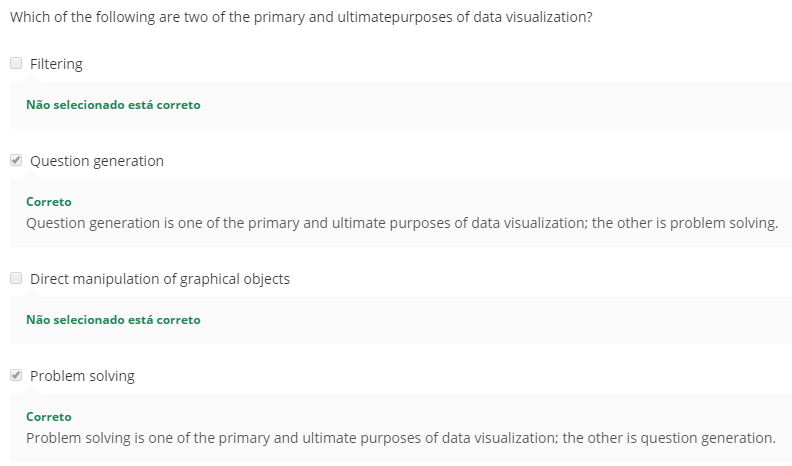 Which of the following are two of the primary and ultimatepurposes of data visualization?
Filtering
Não selecionado está correto
Question generation
Correto
Question generation is one of the primary and ultimate purposes of data visualization; the other is problem solving.
Direct manipulation of graphical objects
Não selecionado está correto
Problem solving
Correto
Problem solving is one of the primary and ultimate purposes of data visualization; the other is question generation.